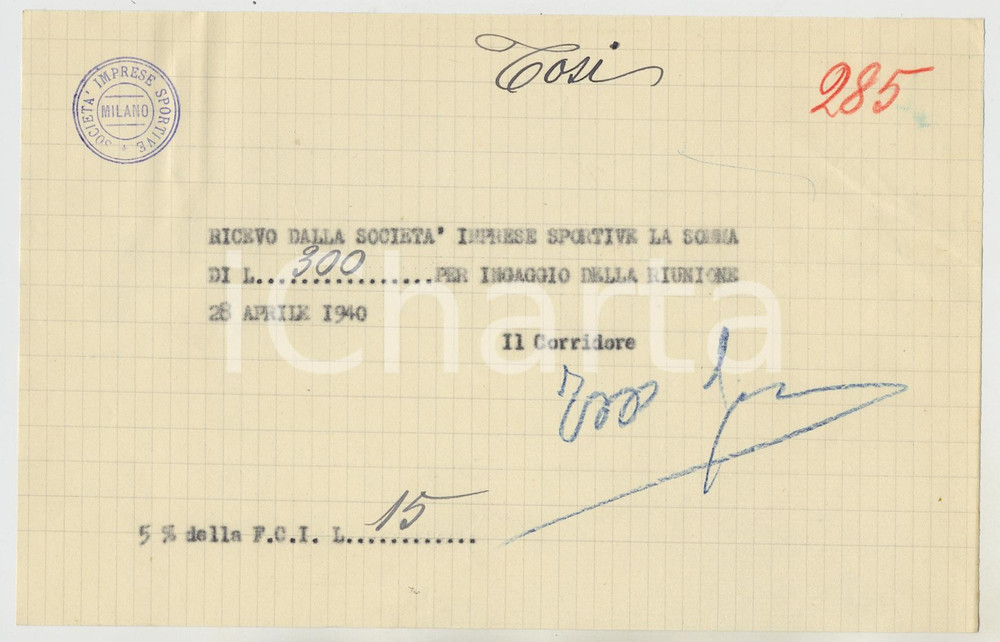 Tosi
285
SOCIETA' IMPRESE SPORTIVE
MILANO
RICEVO DALLA SOCIETA' IMPRESE SPORTIVE LA SOMMA
DI L...300...............PER INGAGGIO DELLA RIUNIONE
28 APRILE 1940
Il Corridore
5 % della F.C.I. L...15.........
iCharta